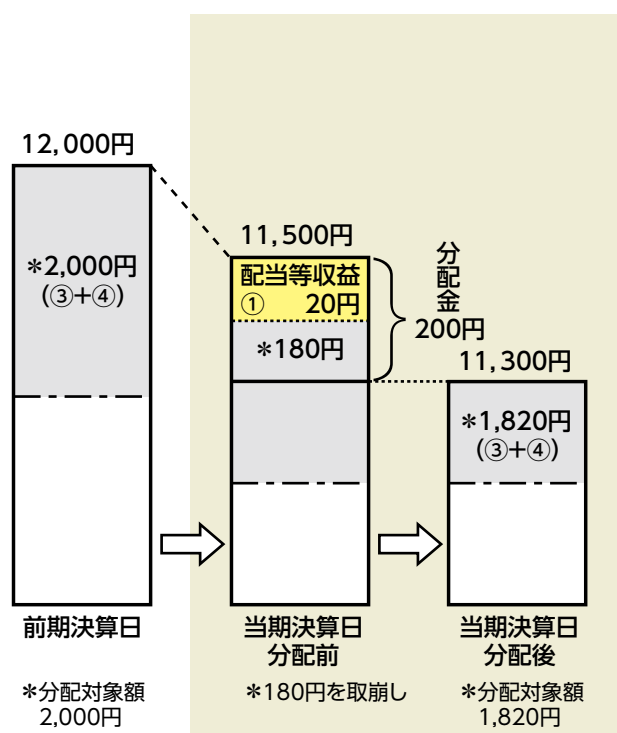 12,000円
*2,000円
(③+④)
前期決算日
*分配対象額
2,000円
11,500円
配当等収益
① 20円
*180円
分配金
200円
当期決算日
分配前
*180円を取崩し
11,300円
*1,820円
(③+④)
当期決算日
分配後
*分配対象額
1,820円